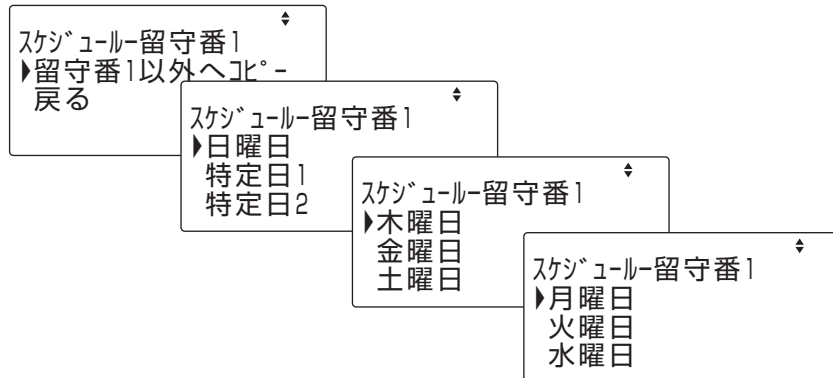 スケジュール-留守番1
▶留守番1以外へコピー
戻る
スケジュール-留守番1
▶日曜日
特定日1
特定日2
スケジュール-留守番1
▶木曜日
金曜日
土曜日
スケジュール-留守番1
▶月曜日
火曜日
水曜日